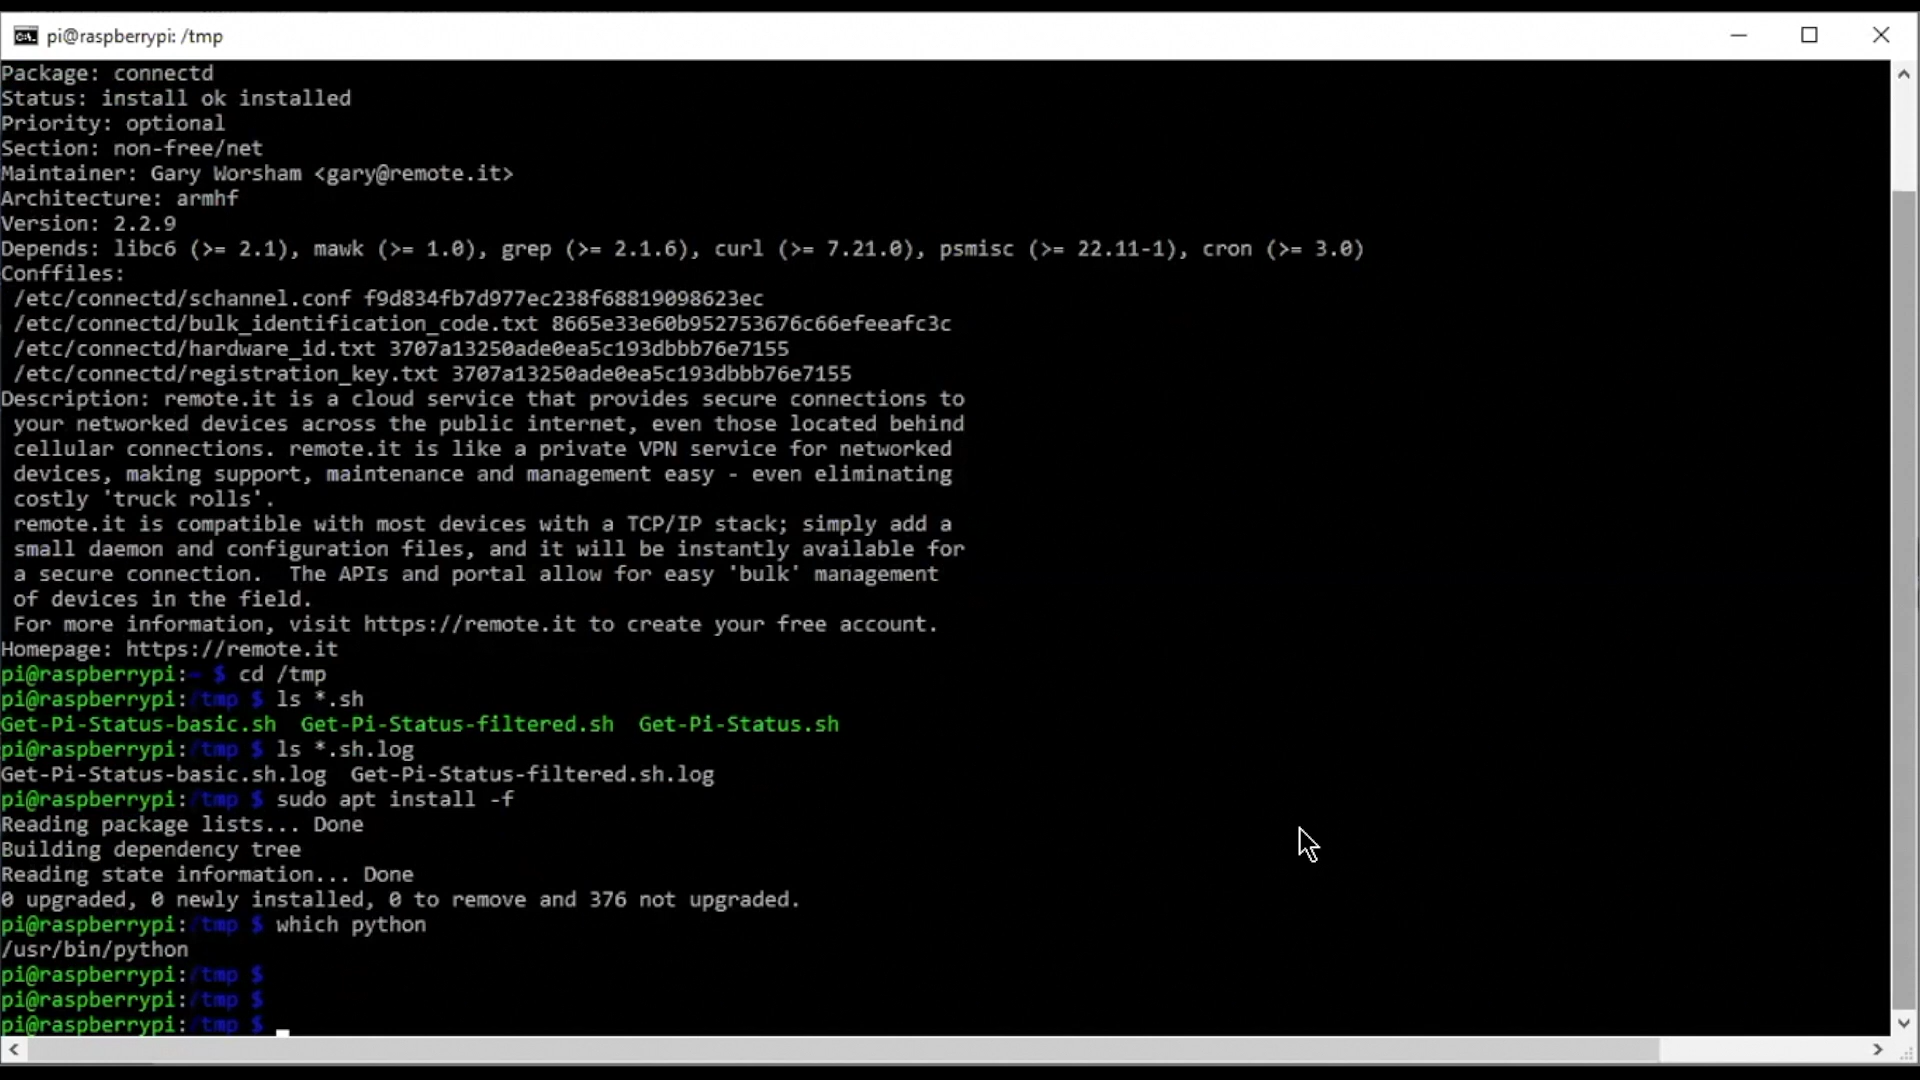 pi@raspberrypi: /tmp
Package: connectd
Status: install ok installed
Priority: optional
Section: non-free/net
Maintainer: Gary Worsham <gary@remote.it>
Architecture: armhf
Version: 2.2.9
Depends: libc6 (>= 2.1), mawk (>= 1.0), grep (>= 2.1.6), curl (>= 7.21.0), psmisc (>= 22.11-1), cron (>= 3.0)
Conffiles:
/etc/connectd/schannel.conf f9d834fb7d977ec238f68819098623ec
/etc/connectd/bulk_identification_code.txt 8665e33e60b952753676c66efeeafc3c
/etc/connectd/hardware_id.txt 3707a13250ade0ea5c193dbbb76e7155
/etc/connectd/registration_key.txt 3707a13250ade0ea5c193dbbb76e7155
Description: remote.it is a cloud service that provides secure connections to
your networked devices across the public internet, even those located behind
cellular connections. remote.it is like a private VPN service for networked
devices, making support, maintenance and management easy - even eliminating
costly 'truck rolls'.
remote.it is compatible with most devices with a TCP/IP stack; simply add a
small daemon and configuration files, and it will be instantly available for
a secure connection.  The APIs and portal allow for easy 'bulk' management
of devices in the field.
For more information, visit https://remote.it to create your free account.
Homepage: https://remote.it
pi@raspberrypi:~ $ cd /tmp
pi@raspberrypi:/tmp $ ls *.sh
Get-Pi-Status-basic.sh  Get-Pi-Status-filtered.sh  Get-Pi-Status.sh
pi@raspberrypi:/tmp $ ls *.sh.log
Get-Pi-Status-basic.sh.log  Get-Pi-Status-filtered.sh.log
pi@raspberrypi:/tmp $ sudo apt install -f
Reading package lists... Done
Building dependency tree
Reading state information... Done
0 upgraded, 0 newly installed, 0 to remove and 376 not upgraded.
pi@raspberrypi:/tmp $ which python
/usr/bin/python
pi@raspberrypi:/tmp $
pi@raspberrypi:/tmp $
pi@raspberrypi:/tmp $